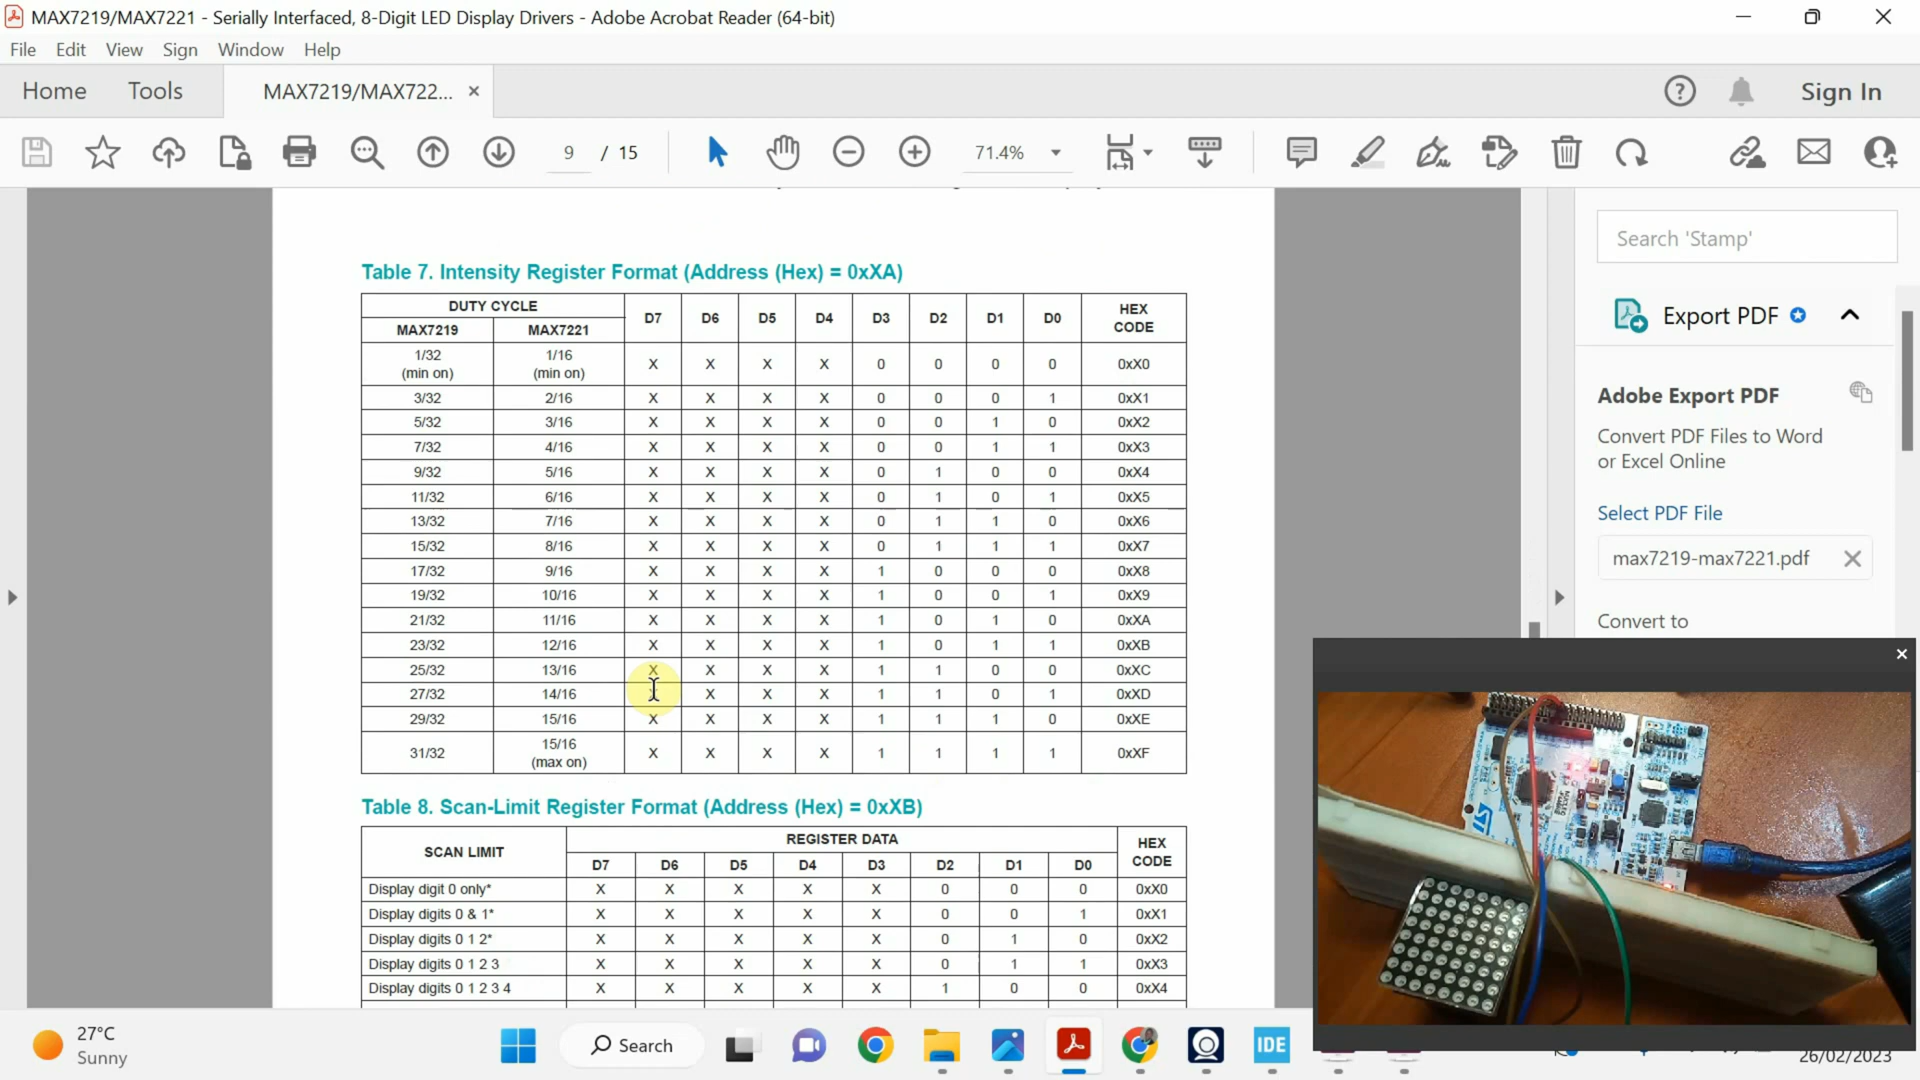 MAX7219/MAX7221 - Serially Interfaced, 8-Digit LED Display Drivers - Adobe Acrobat Reader (64-bit)
File Edit View Sign Window Help
Home Tools MAX7219/MAX722... × Sign In
9 / 15 71.4%
Table 7. Intensity Register Format (Address (Hex) = 0xXA)
DUTY CYCLE D7 D6 D5 D4 D3 D2 D1 D0 HEX CODE
MAX7219 MAX7221
1/32 (min on) 1/16 (min on) X X X X 0 0 0 0 0xX0
3/32 2/16 X X X X 0 0 0 1 0xX1
5/32 3/16 X X X X 0 0 1 0 0xX2
7/32 4/16 X X X X 0 0 1 1 0xX3
9/32 5/16 X X X X 0 1 0 0 0xX4
11/32 6/16 X X X X 0 1 0 1 0xX5
13/32 7/16 X X X X 0 1 1 0 0xX6
15/32 8/16 X X X X 0 1 1 1 0xX7
17/32 9/16 X X X X 1 0 0 0 0xX8
19/32 10/16 X X X X 1 0 0 1 0xX9
21/32 11/16 X X X X 1 0 1 0 0xXA
23/32 12/16 X X X X 1 0 1 1 0xXB
25/32 13/16 X X X X 1 1 0 0 0xXC
27/32 14/16 X X X X 1 1 0 1 0xXD
29/32 15/16 X X X X 1 1 1 0 0xXE
31/32 15/16 (max on) X X X X 1 1 1 1 0xXF
Table 8. Scan-Limit Register Format (Address (Hex) = 0xXB)
SCAN LIMIT REGISTER DATA HEX CODE
D7 D6 D5 D4 D3 D2 D1 D0
Display digit 0 only* X X X X X 0 0 0 0xX0
Display digits 0 & 1* X X X X X 0 0 1 0xX1
Display digits 0 1 2* X X X X X 0 1 0 0xX2
Display digits 0 1 2 3 X X X X X 0 1 1 0xX3
Display digits 0 1 2 3 4 X X X X X 1 0 0 0xX4
Search 'Stamp'
Export PDF
Adobe Export PDF
Convert PDF Files to Word
or Excel Online
Select PDF File
max7219-max7221.pdf
Convert to
27°C
Sunny
Search
IDE
26/02/2023